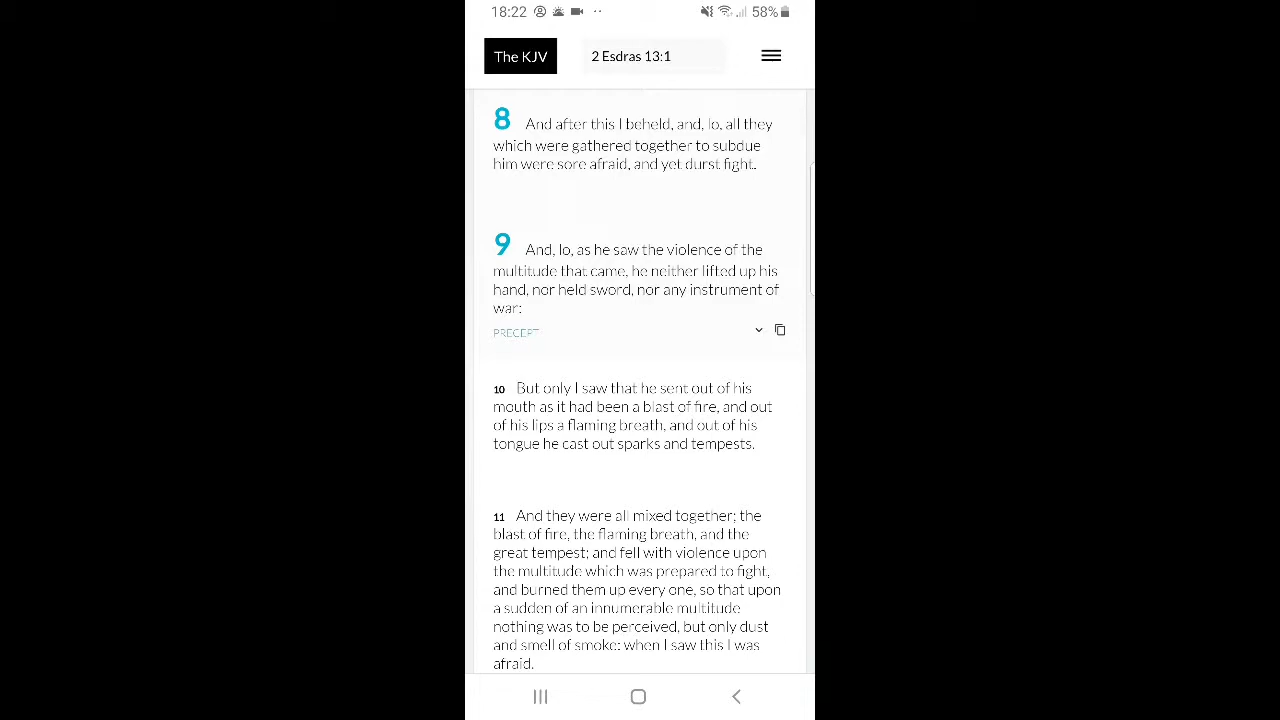 18:22 58%
The KJV 2 Esdras 13:1
8 And after this I beheld, and, lo, all they
which were gathered together to subdue
him were sore afraid, and yet durst fight.
9 And, lo, as he saw the violence of the
multitude that came, he neither lifted up his
hand, nor held sword, nor any instrument of
war:
PRECEPT
10 But only I saw that he sent out of his
mouth as it had been a blast of fire, and out
of his lips a flaming breath, and out of his
tongue he cast out sparks and tempests.
11 And they were all mixed together; the
blast of fire, the flaming breath, and the
great tempest; and fell with violence upon
the multitude which was prepared to fight,
and burned them up every one, so that upon
a sudden of an innumerable multitude
nothing was to be perceived, but only dust
and smell of smoke: when I saw this I was
afraid.